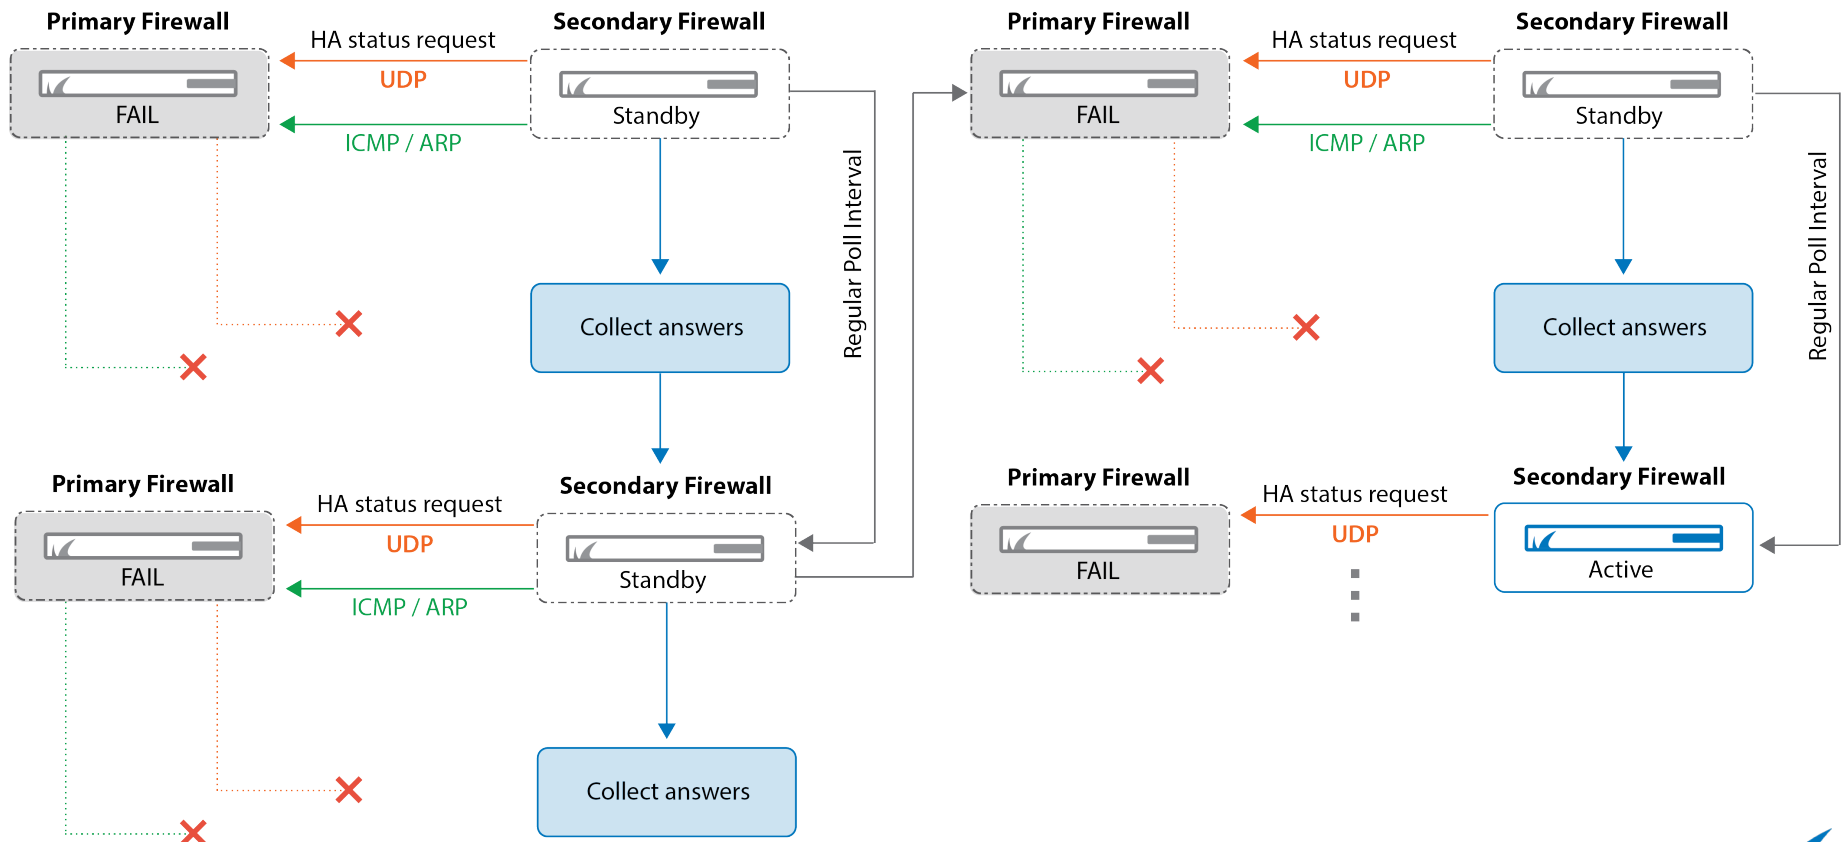 Primary Firewall
HA status request
UDP
ICMP / ARP
FAIL
Secondary Firewall
Standby
Regular Poll Interval
Collect answers
Primary Firewall
HA status request
UDP
ICMP / ARP
FAIL
Secondary Firewall
Standby
Collect answers
Primary Firewall
HA status request
UDP
ICMP / ARP
FAIL
Secondary Firewall
Standby
Regular Poll Interval
Collect answers
Primary Firewall
HA status request
UDP
FAIL
Secondary Firewall
Active